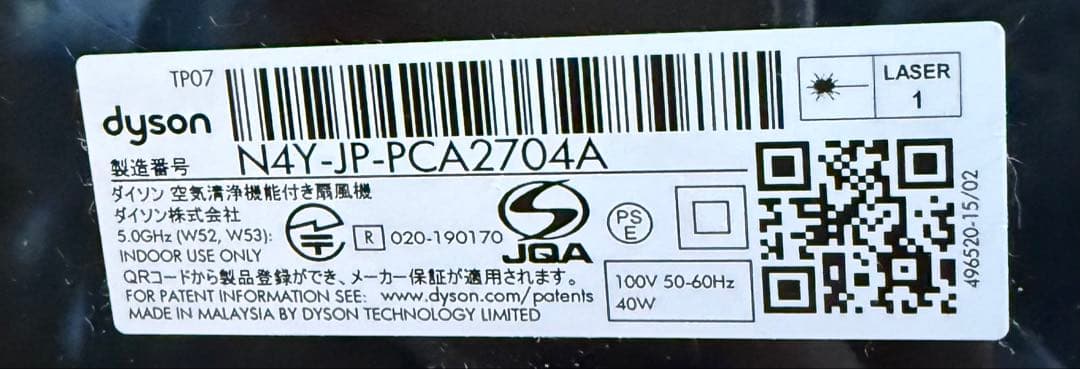 TP07
LASER
1
dyson
製造番号 N4Y-JP-PCA2704A
ダイソン 空気清浄機能付き扇風機
ダイソン株式会社
5.0GHz (W52, W53):
INDOOR USE ONLY
R 020-190170
JQA
PS
E
QRコードから製品登録ができ、メーカー保証が適用されます。
FOR PATENT INFORMATION SEE: www.dyson.com/patents
MADE IN MALAYSIA BY DYSON TECHNOLOGY LIMITED
100V 50-60Hz
40W
496520-15/02